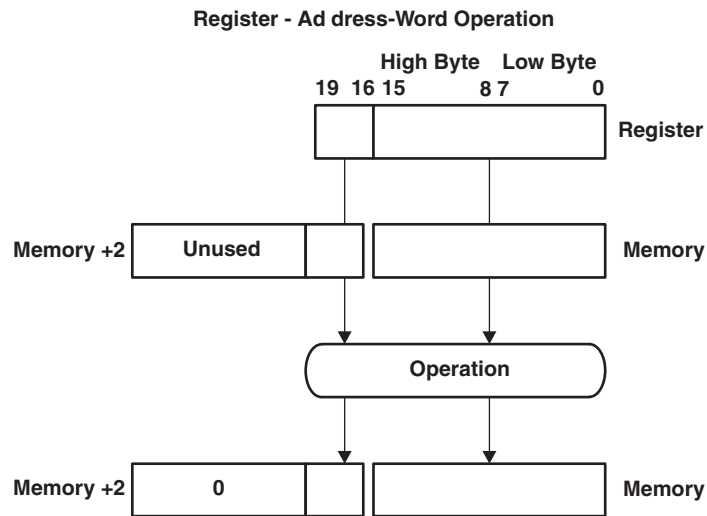 Register - Ad dress-Word Operation
High Byte Low Byte
19 16 15 8 7 0
Register
Memory +2 Unused Memory
Operation
Memory +2 0 Memory